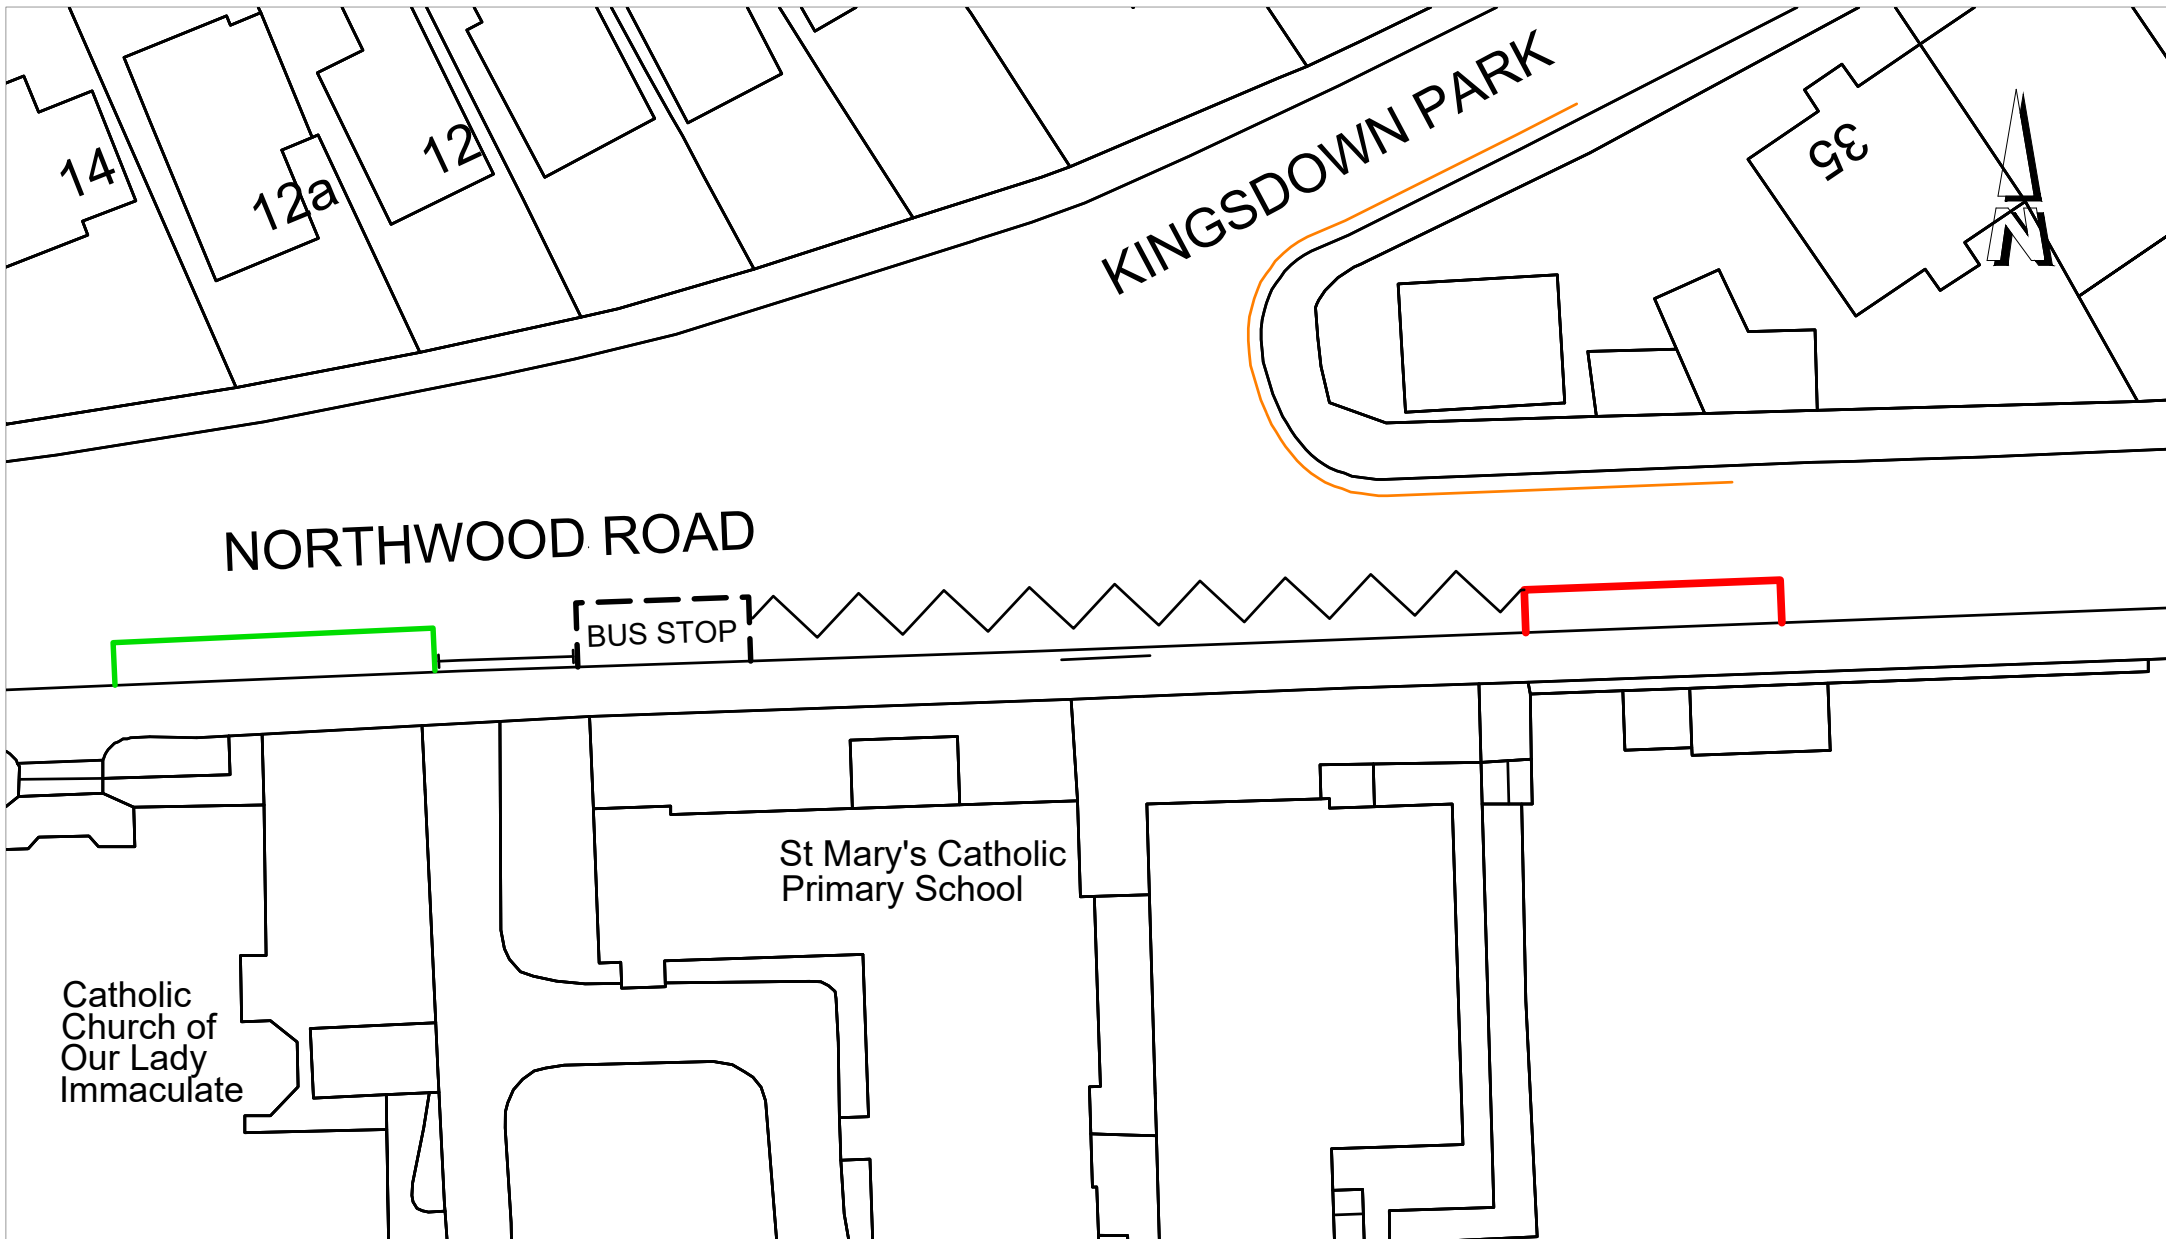 KINGSDOWN PARK
14
12a
12
35
N
NORTHWOOD ROAD
BUS STOP
St Mary's Catholic
Primary School
Catholic
Church of
Our Lady
Immaculate